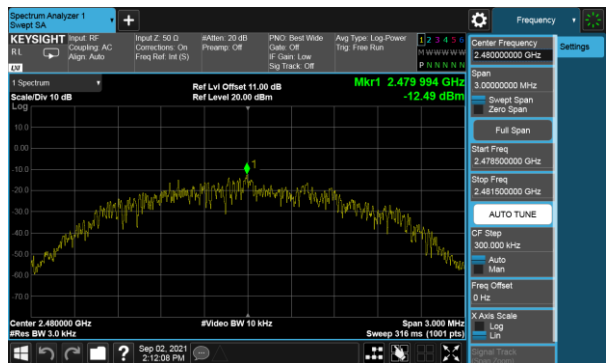 Spectrum Analyzer 1
Swept SA
Frequency
KEYSIGHT
RL
Input: RF
Coupling: AC
Align: Auto
Input Z: 50 Ω
Corrections: On
Freq Ref: Int (S)
#Atten: 20 dB
Preamp: Off
PNO: Best Wide
Gate: Off
IF Gain: Low
Sig Track: Off
Avg Type: Log-Power
Trig: Free Run
1 2 3 4 5 6
M W W W W W
P N N N N N
1 Spectrum
Scale/Div 10 dB
Log
Ref Lvl Offset 11.00 dB
Ref Level 20.00 dBm
Mkr1 2.479 994 GHz
-12.49 dBm
1
10.0
0.00
-10.0
-20.0
-30.0
-40.0
-50.0
-60.0
-70.0
Center 2.480000 GHz
#Res BW 3.0 kHz
#Video BW 10 kHz
Span 3.000 MHz
Sweep 316 ms (1001 pts)
Sep 02, 2021
2:12:08 PM
Center Frequency
2.480000000 GHz
Settings
Span
3.00000000 MHz
Swept Span
Zero Span
Full Span
Start Freq
2.478500000 GHz
Stop Freq
2.481500000 GHz
AUTO TUNE
CF Step
300.000 kHz
Auto
Man
Freq Offset
0 Hz
X Axis Scale
Log
Lin
Signal Track
(Span Zoom)